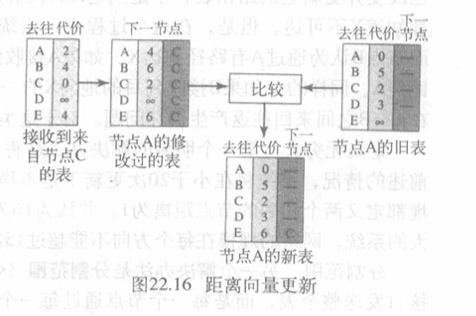 去往代价
A 2
B 4
C 0
D ∞
E 4
接收到来
自节点C
的表
下一节点
4 C
6 C
2 C
∞ C
6 C
节点A的修
改过的表
比较
下一
去往代价 节点
A 0 —
B 5 —
C 2 —
D 3 —
E ∞
节点A的旧表
下一
去往代价 节点
A 0 —
B 5 —
C 2 —
D 3 —
E 6 C
节点A的新表
图22.16 距离向量更新